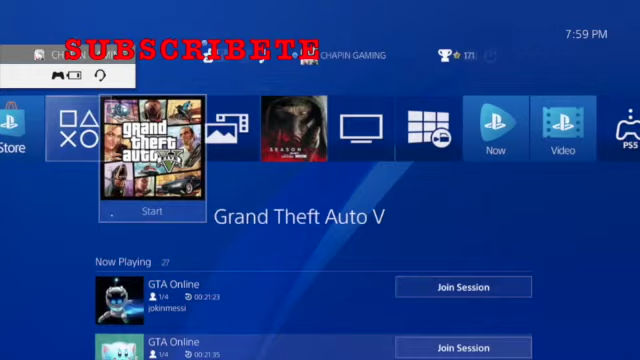 7:59 PM
SUBSCRIBETE
CHAPIN GAMING
171
Store
grand
theft
auto
V
SEASON
Now
Video
PS5
Start
Grand Theft Auto V
Now Playing 27
GTA Online
1/4 00:21:23
jokinmessi
Join Session
GTA Online
1/4 00:21:35
Join Session